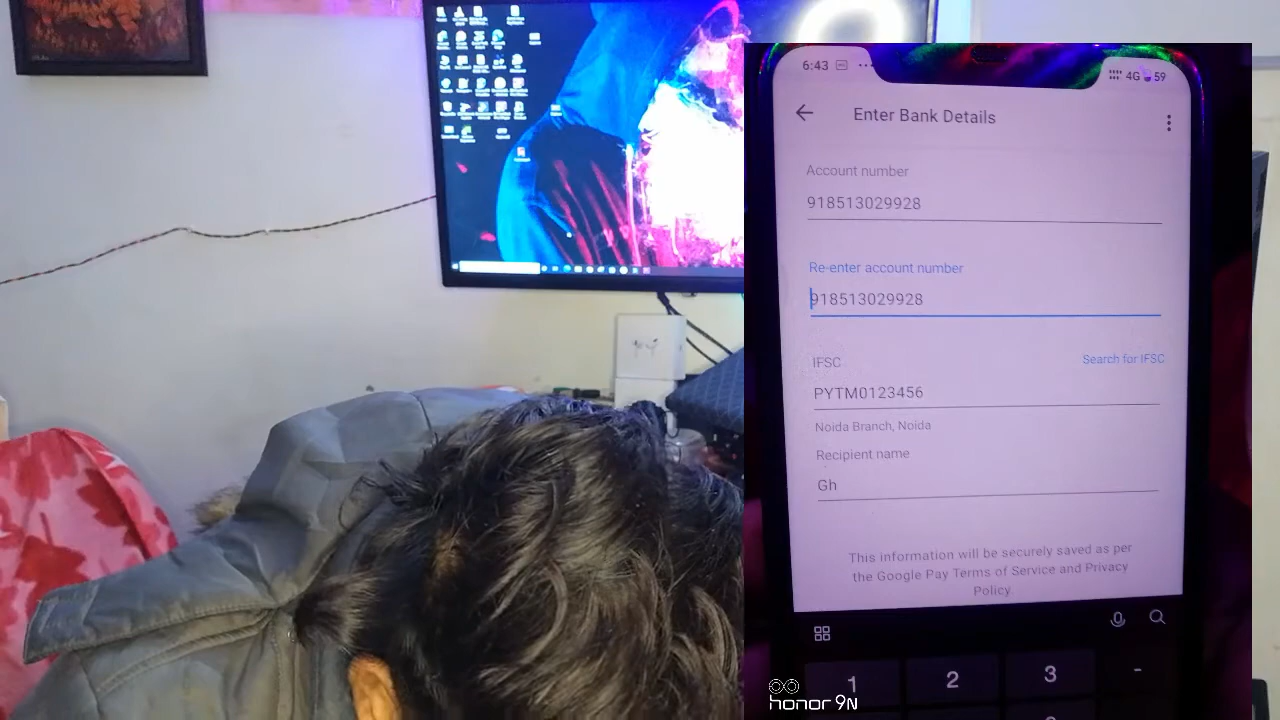 6:43
4G 59
Enter Bank Details
Account number
918513029928
Re-enter account number
918513029928
IFSC
Search for IFSC
PYTM0123456
Noida Branch, Noida
Recipient name
Gh
This information will be securely saved as per
the Google Pay Terms of Service and Privacy
Policy.
1 2 3 -
honor 9N